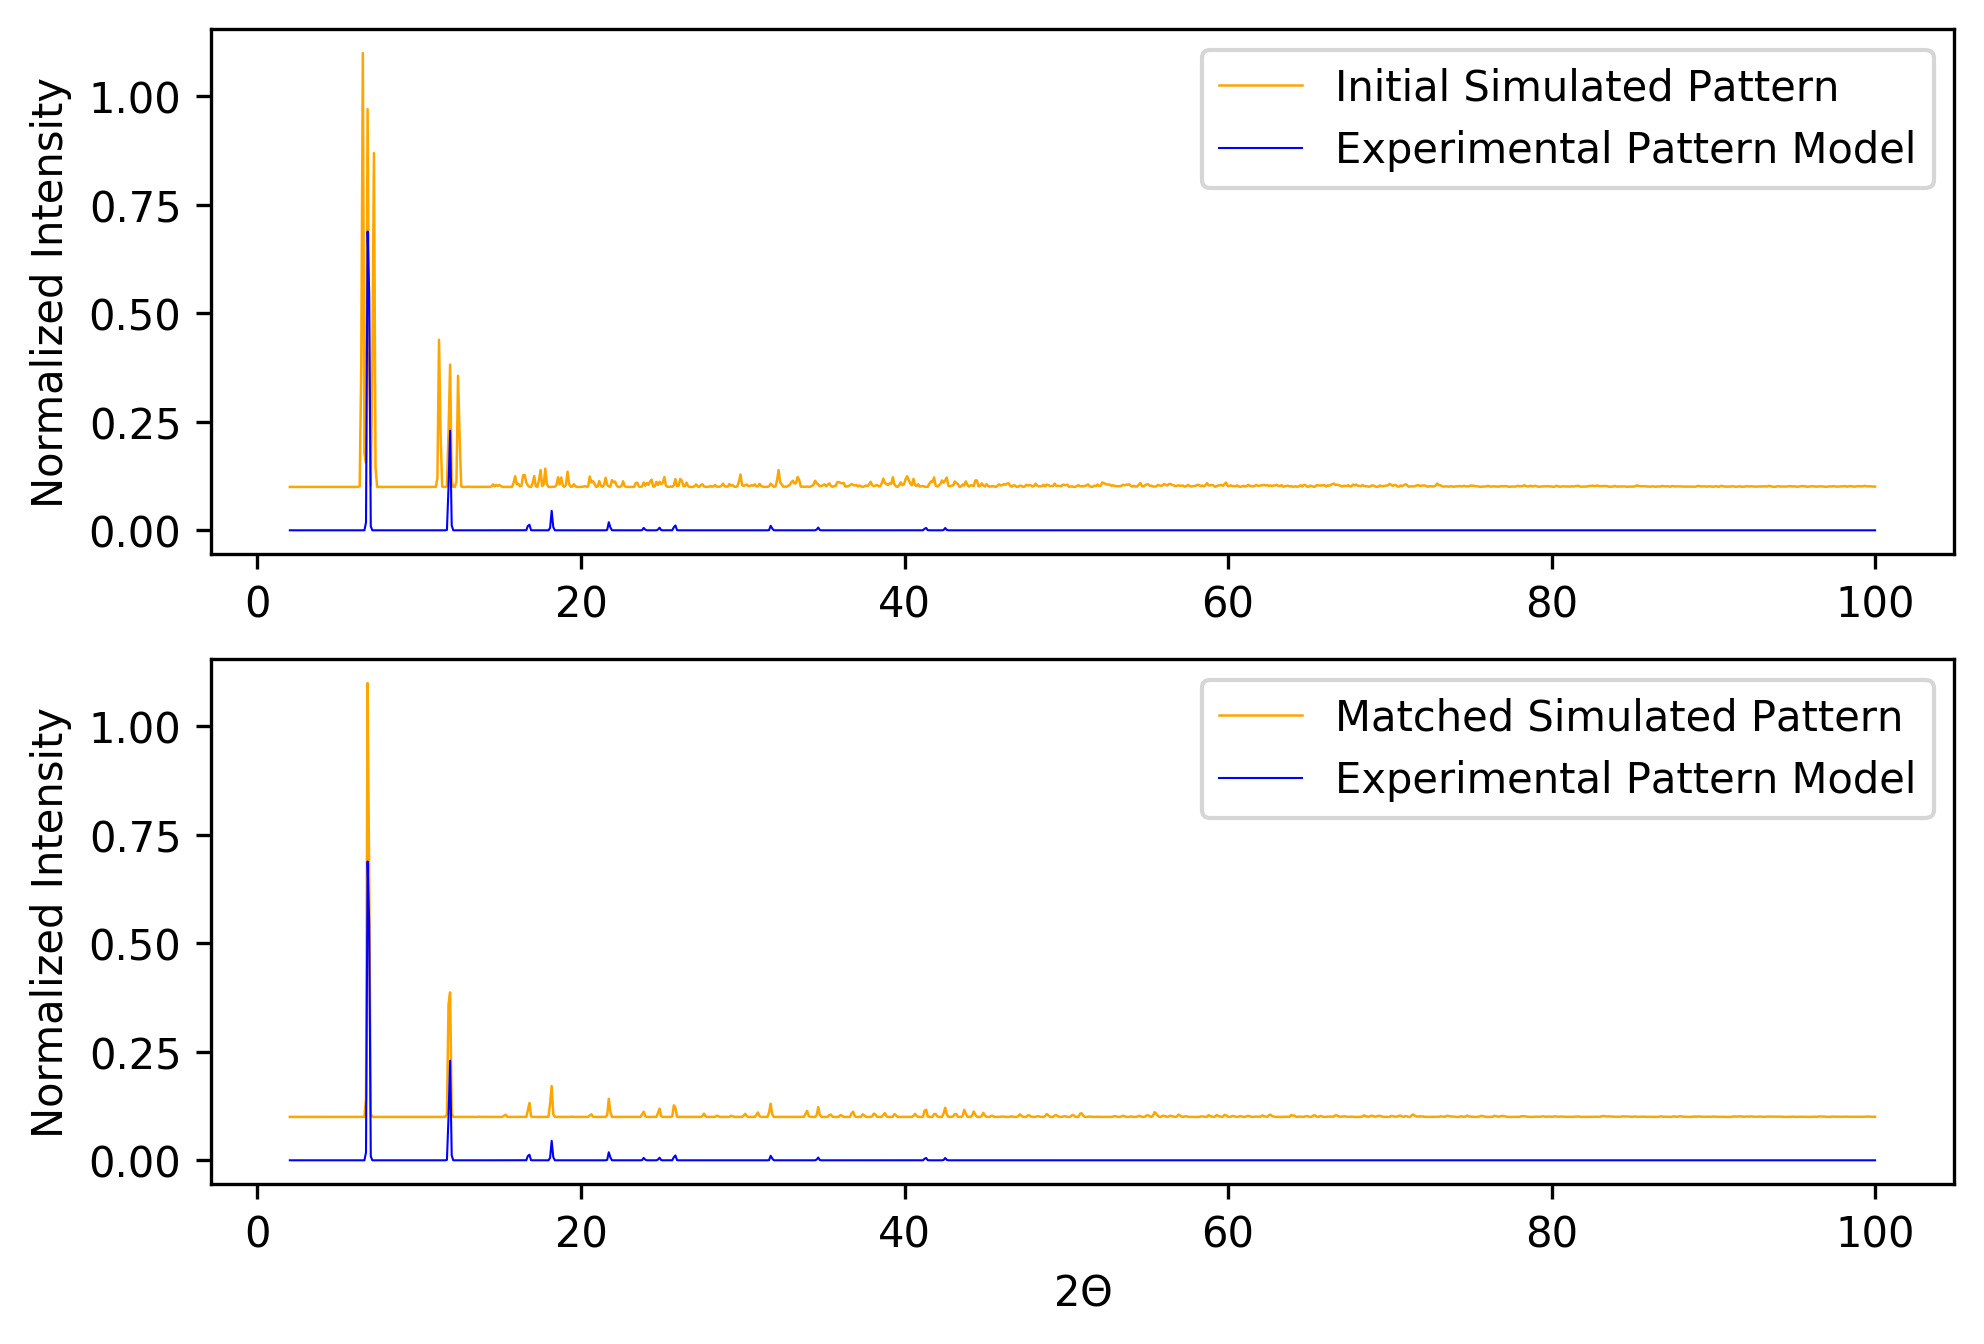 Normalized Intensity
1.00
0.75
0.50
0.25
0.00
Initial Simulated Pattern
Experimental Pattern Model
0 20 40 60 80 100
Normalized Intensity
1.00
0.75
0.50
0.25
0.00
Matched Simulated Pattern
Experimental Pattern Model
0 20 40 60 80 100
2Θ